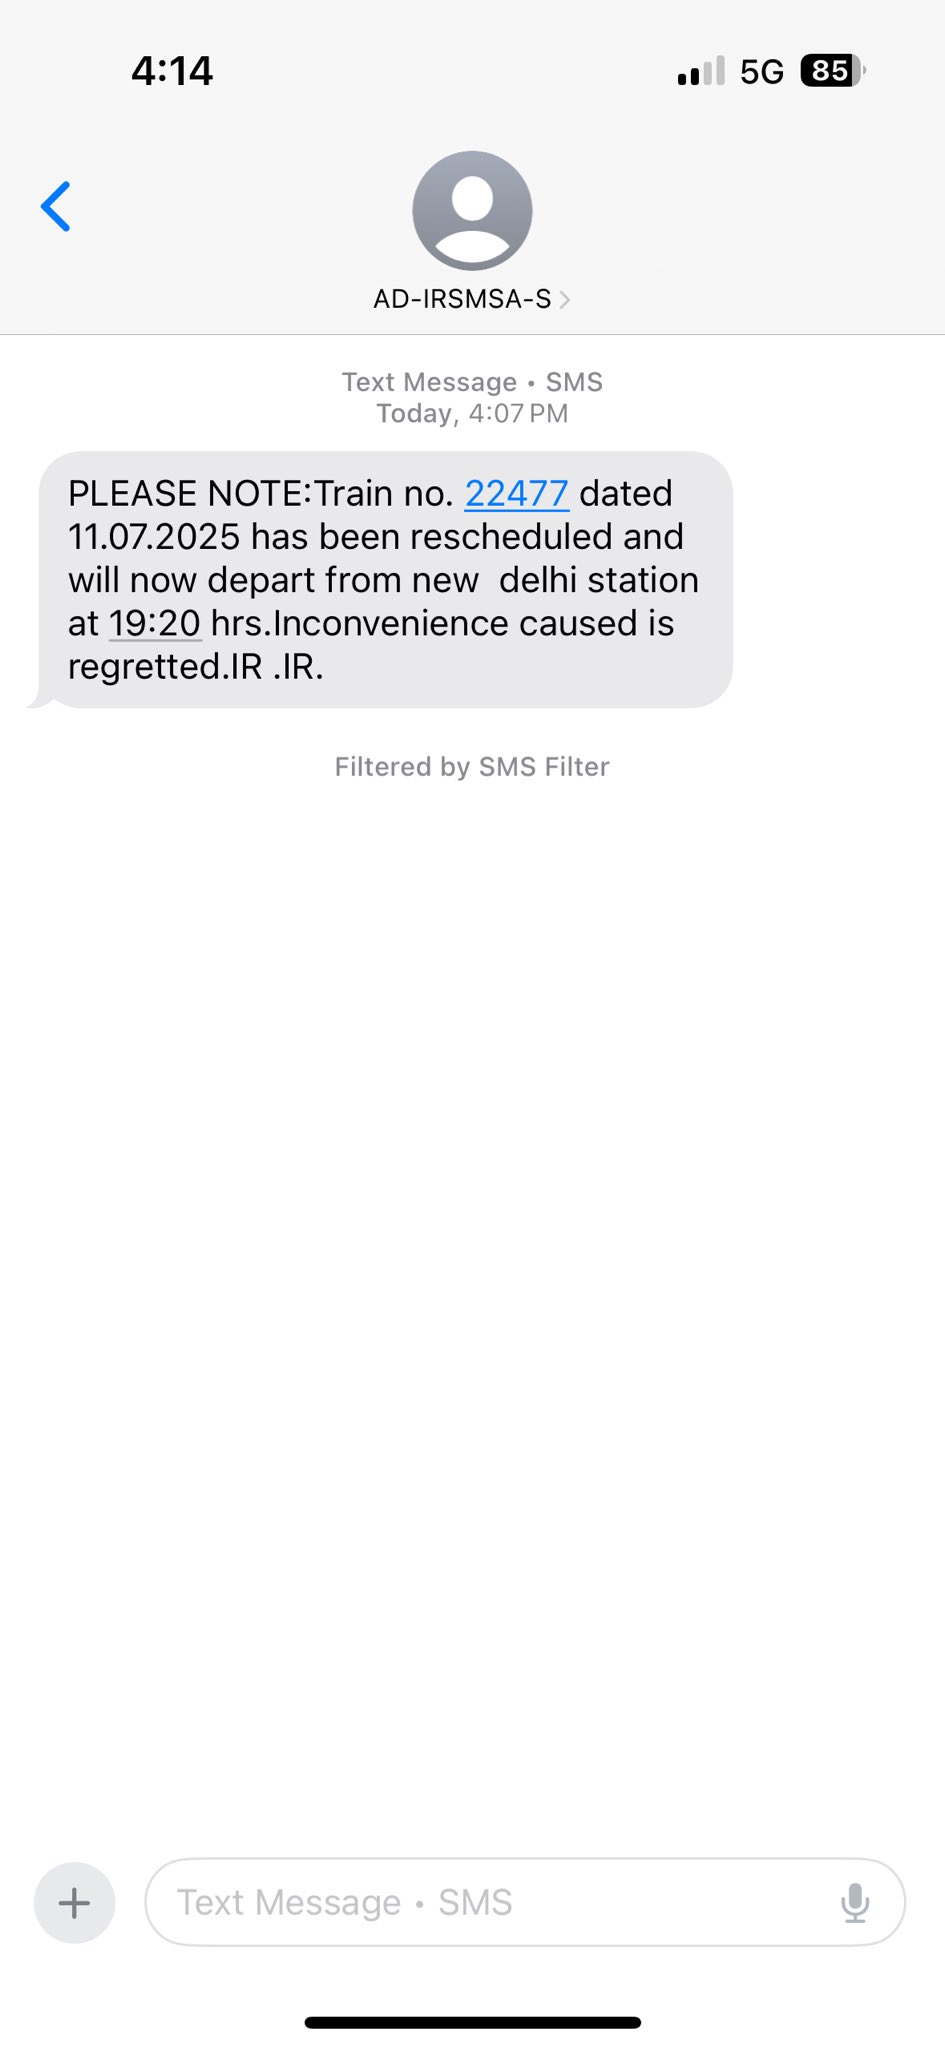 4:14
5G 85
AD-IRSMSA-S
Text Message • SMS
Today, 4:07 PM
PLEASE NOTE:Train no. 22477 dated
11.07.2025 has been rescheduled and
will now depart from new  delhi station
at 19:20 hrs.Inconvenience caused is
regretted.IR .IR.
Filtered by SMS Filter
Text Message • SMS